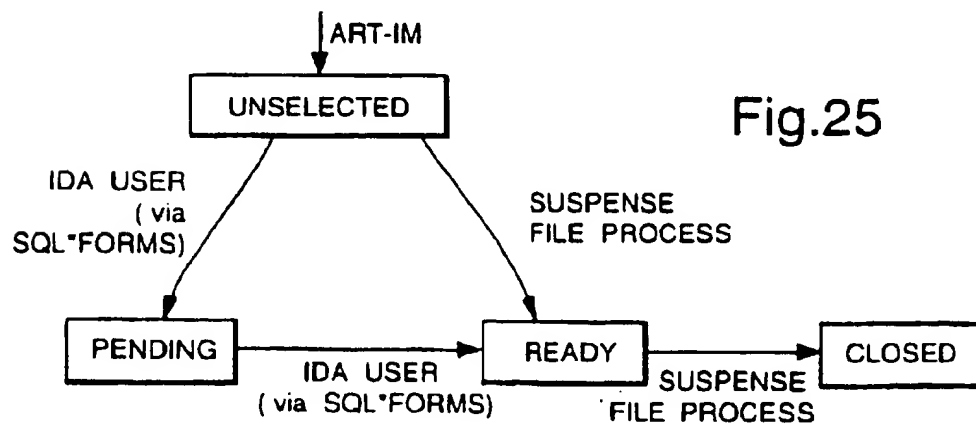 ART-IM
UNSELECTED
Fig.25
IDA USER
( via
SQL*FORMS)
SUSPENSE
FILE PROCESS
PENDING
READY
CLOSED
IDA USER
( via SQL*FORMS)
SUSPENSE
FILE PROCESS